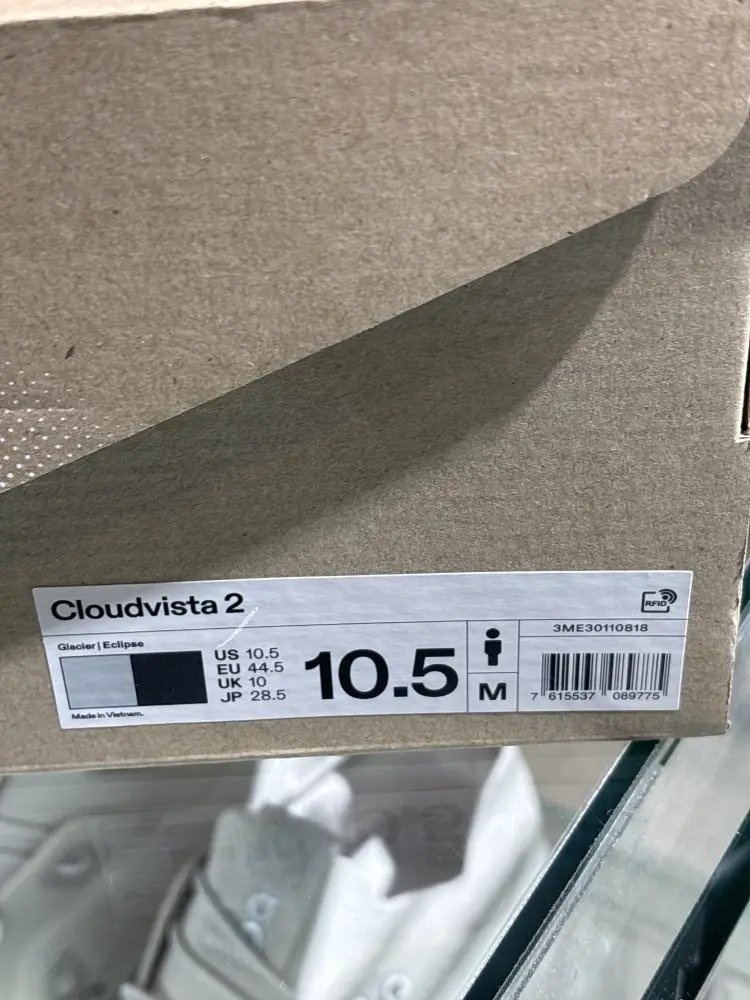 Cloudvista 2
RFID
Glacier | Eclipse
US 10.5
EU 44.5
UK 10
JP 28.5
10.5
M
3ME30110818
7 615537 089775
Made in Vietnam.